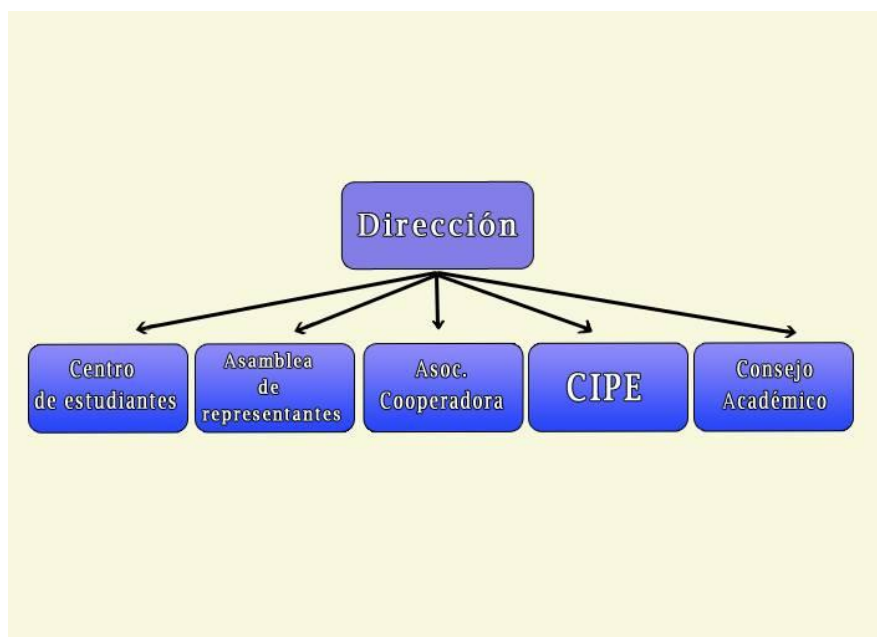 Dirección
Centro
de estudiantes
Asamblea
de
representantes
Asoc.
Cooperadora
CIPE
Consejo
Académico